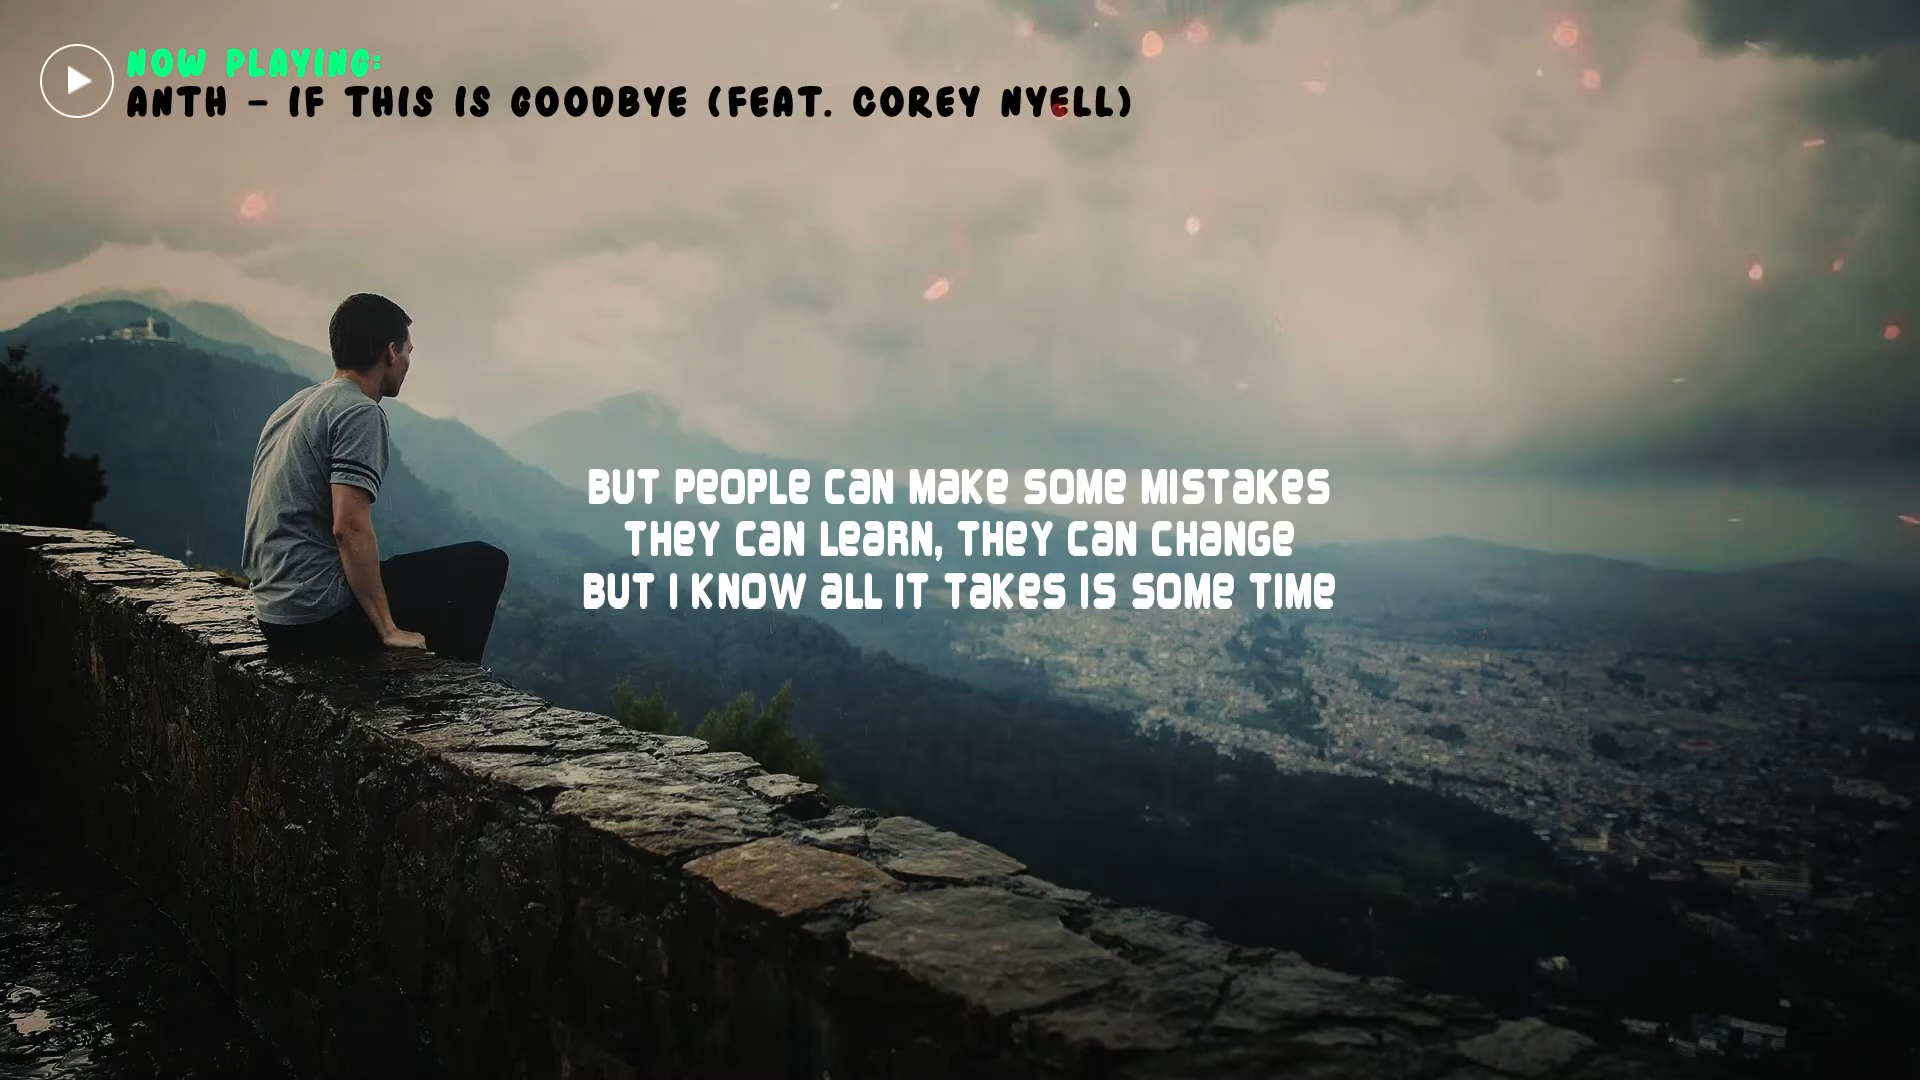 NOW PLAYING:
ANTH - IF THIS IS GOODBYE (FEAT. COREY NYELL)
BUT PEOPLE CAN MAKE SOME MISTAKES
THEY CAN LEARN, THEY CAN CHANGE
BUT I KNOW ALL IT TAKES IS SOME TIME